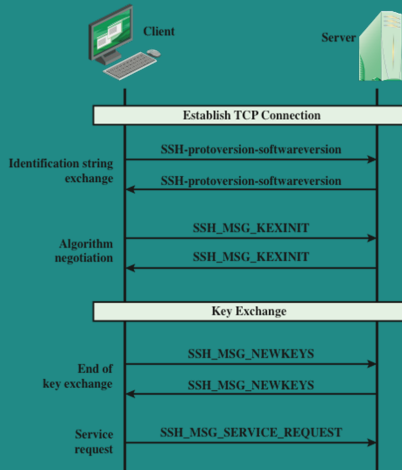 Client
Server
Establish TCP Connection
SSH-protoversion-softwareversion
Identification string
exchange
SSH-protoversion-softwareversion
SSH_MSG_KEXINIT
Algorithm
negotiation
SSH_MSG_KEXINIT
Key Exchange
SSH_MSG_NEWKEYS
End of
key exchange
SSH_MSG_NEWKEYS
Service
request
SSH_MSG_SERVICE_REQUEST